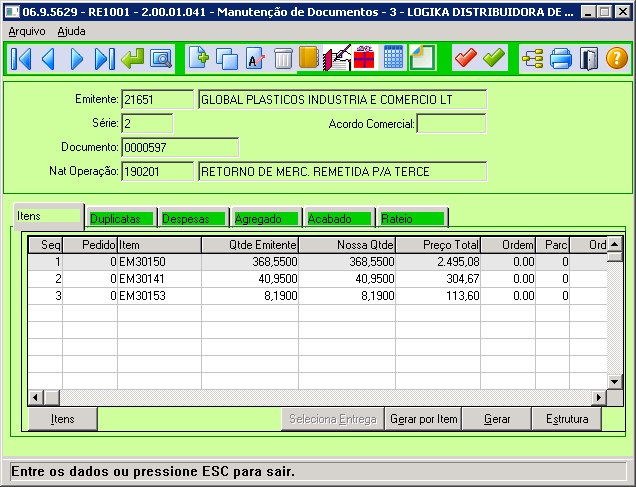 06.9.5629 - RE1001 - 2.00.01.041 - Manutenção de Documentos - 3 - LOGIKA DISTRIBUIDORA DE ...
Arquivo Ajuda
Emitente: 21651 GLOBAL PLASTICOS INDUSTRIA E COMERCIO LT
Série: 2 Acordo Comercial:
Documento: 0000597
Nat Operação: 190201 RETORNO DE MERC. REMETIDA P/A TERCE
Itens Duplicatas Despesas Agregado Acabado Rateio
Seq Pedido Item Qtde Emitente Nossa Qtde Preço Total Ordem Parc Ord
1 0 EM30150 368,5500 368,5500 2.495,08 0.00 0
2 0 EM30141 40,9500 40,9500 304,67 0.00 0
3 0 EM30153 8,1900 8,1900 113,60 0.00 0
Itens Seleciona Entrega Gerar por Item Gerar Estrutura
Entre os dados ou pressione ESC para sair.